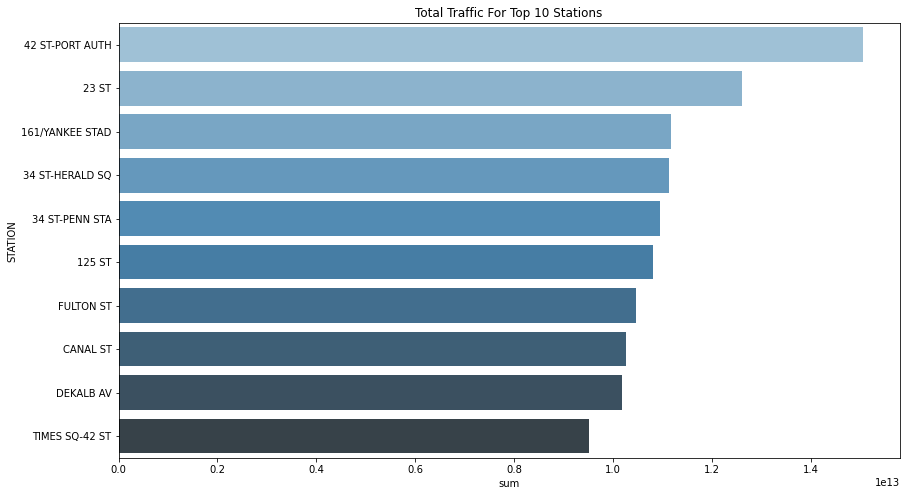 Total Traffic For Top 10 Stations
42 ST-PORT AUTH
23 ST
161/YANKEE STAD
34 ST-HERALD SQ
34 ST-PENN STA
125 ST
FULTON ST
CANAL ST
DEKALB AV
TIMES SQ-42 ST
STATION
0.0 0.2 0.4 0.6 0.8 1.0 1.2 1.4
1e13
sum